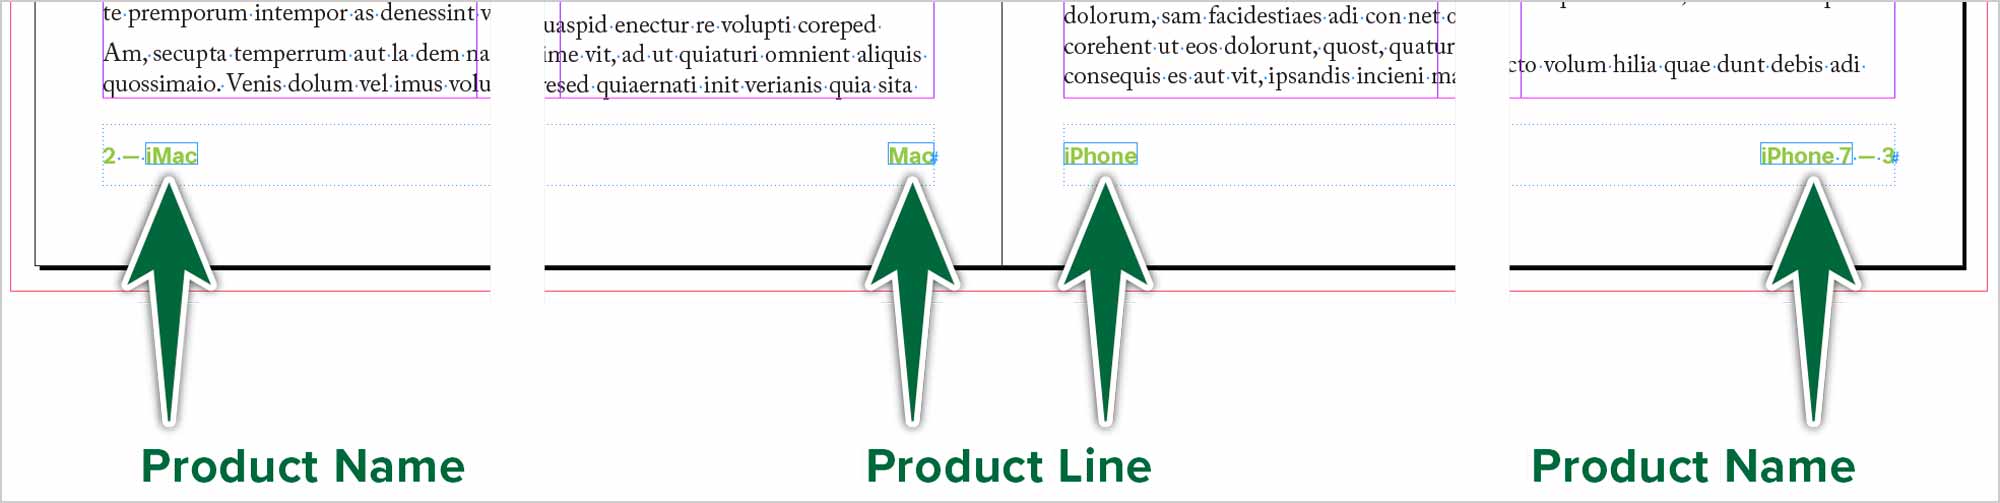 te premporum intempor as denessint v
Am, secupta temperrum aut la dem na
quossimaio. Venis dolum vel imus volu
uaspid enectur re volupti coreped
ime vit, ad ut quiaturi omnient aliquis
esed quiaernati init verianis quia sita
dolorum, sam facidestiaes adi con net o
corehent ut eos dolorunt, quost, quatur
consequis es aut vit, ipsandis incieni ma
cto volum hilia quae dunt debis adi
2 — iMac
Mac#
iPhone
iPhone 7 — 3#
Product Name
Product Line
Product Name